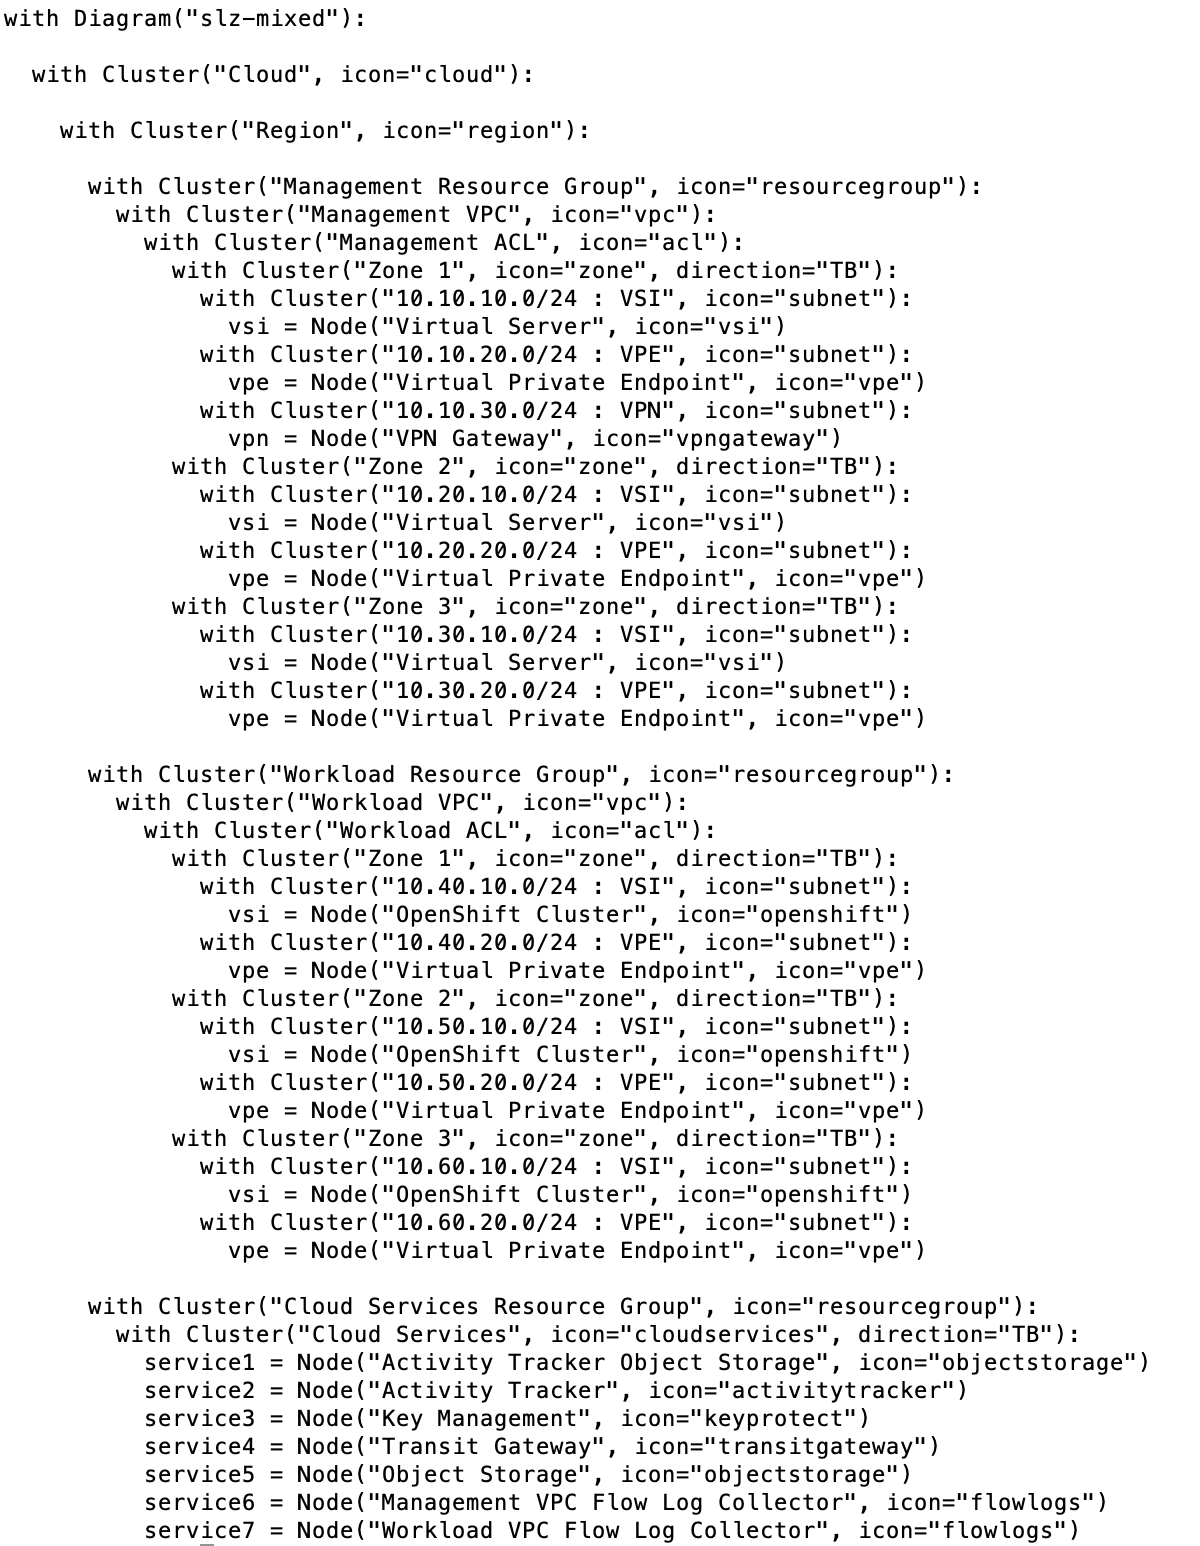 with Diagram("slz-mixed"):
with Cluster("Cloud", icon="cloud"):
with Cluster("Region", icon="region"):
with Cluster("Management Resource Group", icon="resourcegroup"):
with Cluster("Management VPC", icon="vpc"):
with Cluster("Management ACL", icon="acl"):
with Cluster("Zone 1", icon="zone", direction="TB"):
with Cluster("10.10.10.0/24 : VSI", icon="subnet"):
vsi = Node("Virtual Server", icon="vsi")
with Cluster("10.10.20.0/24 : VPE", icon="subnet"):
vpe = Node("Virtual Private Endpoint", icon="vpe")
with Cluster("10.10.30.0/24 : VPN", icon="subnet"):
vpn = Node("VPN Gateway", icon="vpngateway")
with Cluster("Zone 2", icon="zone", direction="TB"):
with Cluster("10.20.10.0/24 : VSI", icon="subnet"):
vsi = Node("Virtual Server", icon="vsi")
with Cluster("10.20.20.0/24 : VPE", icon="subnet"):
vpe = Node("Virtual Private Endpoint", icon="vpe")
with Cluster("Zone 3", icon="zone", direction="TB"):
with Cluster("10.30.10.0/24 : VSI", icon="subnet"):
vsi = Node("Virtual Server", icon="vsi")
with Cluster("10.30.20.0/24 : VPE", icon="subnet"):
vpe = Node("Virtual Private Endpoint", icon="vpe")
with Cluster("Workload Resource Group", icon="resourcegroup"):
with Cluster("Workload VPC", icon="vpc"):
with Cluster("Workload ACL", icon="acl"):
with Cluster("Zone 1", icon="zone", direction="TB"):
with Cluster("10.40.10.0/24 : VSI", icon="subnet"):
vsi = Node("OpenShift Cluster", icon="openshift")
with Cluster("10.40.20.0/24 : VPE", icon="subnet"):
vpe = Node("Virtual Private Endpoint", icon="vpe")
with Cluster("Zone 2", icon="zone", direction="TB"):
with Cluster("10.50.10.0/24 : VSI", icon="subnet"):
vsi = Node("OpenShift Cluster", icon="openshift")
with Cluster("10.50.20.0/24 : VPE", icon="subnet"):
vpe = Node("Virtual Private Endpoint", icon="vpe")
with Cluster("Zone 3", icon="zone", direction="TB"):
with Cluster("10.60.10.0/24 : VSI", icon="subnet"):
vsi = Node("OpenShift Cluster", icon="openshift")
with Cluster("10.60.20.0/24 : VPE", icon="subnet"):
vpe = Node("Virtual Private Endpoint", icon="vpe")
with Cluster("Cloud Services Resource Group", icon="resourcegroup"):
with Cluster("Cloud Services", icon="cloudservices", direction="TB"):
service1 = Node("Activity Tracker Object Storage", icon="objectstorage")
service2 = Node("Activity Tracker", icon="activitytracker")
service3 = Node("Key Management", icon="keyprotect")
service4 = Node("Transit Gateway", icon="transitgateway")
service5 = Node("Object Storage", icon="objectstorage")
service6 = Node("Management VPC Flow Log Collector", icon="flowlogs")
service7 = Node("Workload VPC Flow Log Collector", icon="flowlogs")